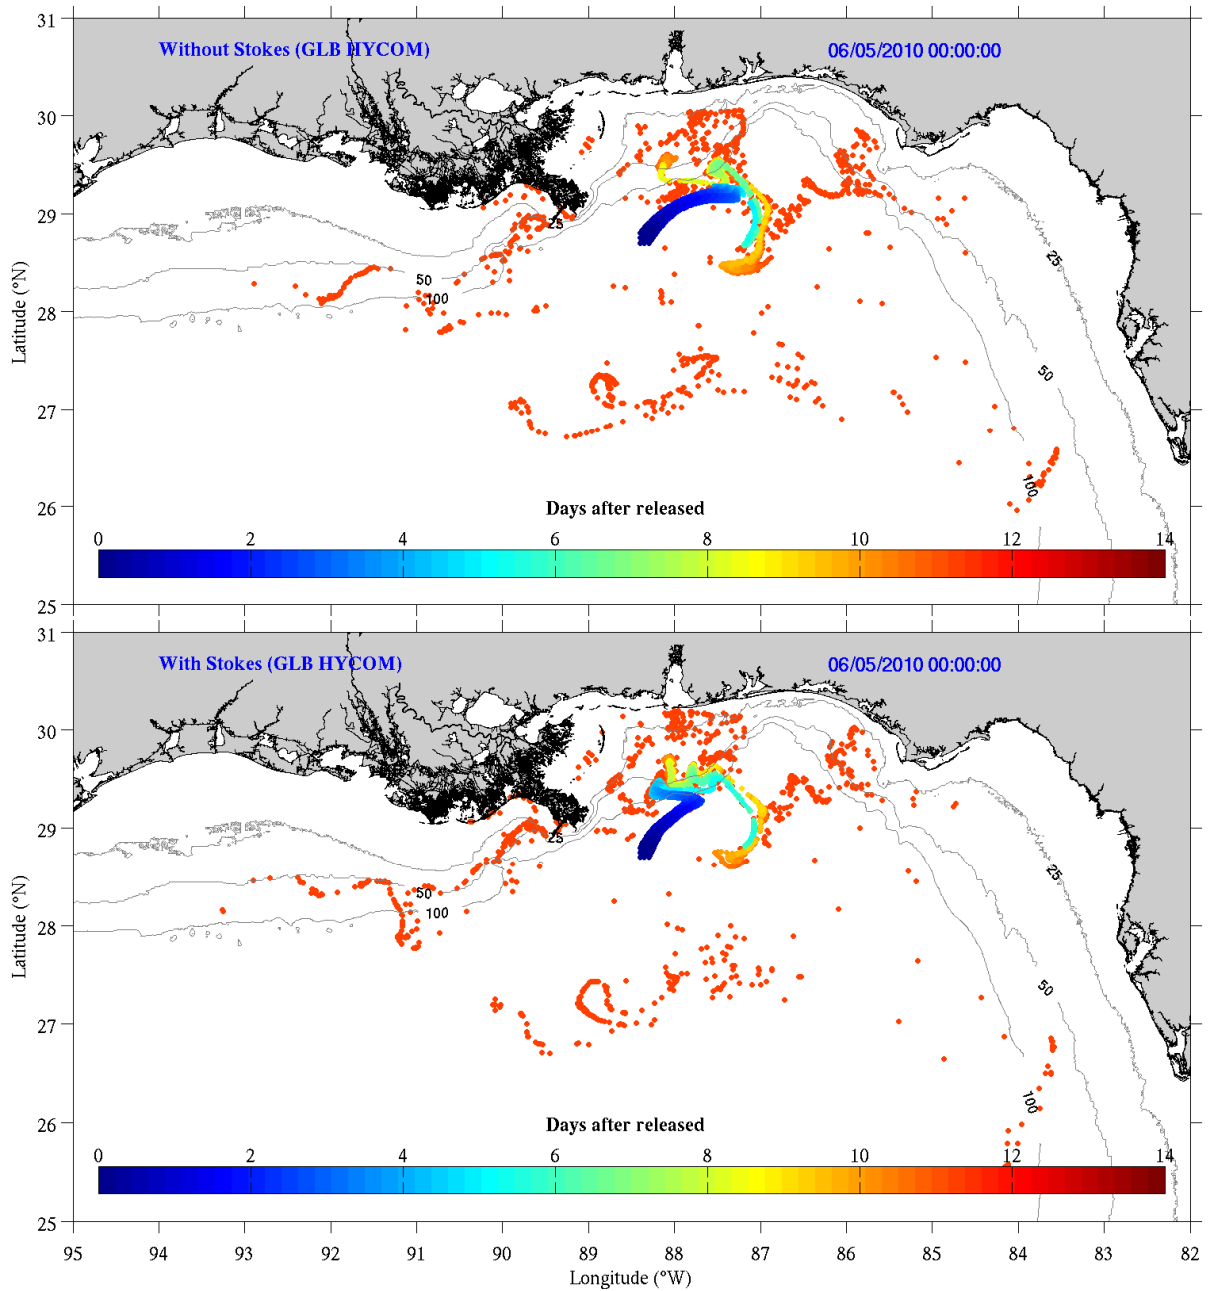 31
Without Stokes (GLB HYCOM) 06/05/2010 00:00:00
30
29
25
50
25
100
28
Latitude (°N)
50
27
100
26
Days after released
0 2 4 6 8 10 12 14
25
31
With Stokes (GLB HYCOM) 06/05/2010 00:00:00
30
29
25
50
25
100
28
Latitude (°N)
50
27
100
26
Days after released
0 2 4 6 8 10 12 14
25
95 94 93 92 91 90 89 88 87 86 85 84 83 82
Longitude (°W)